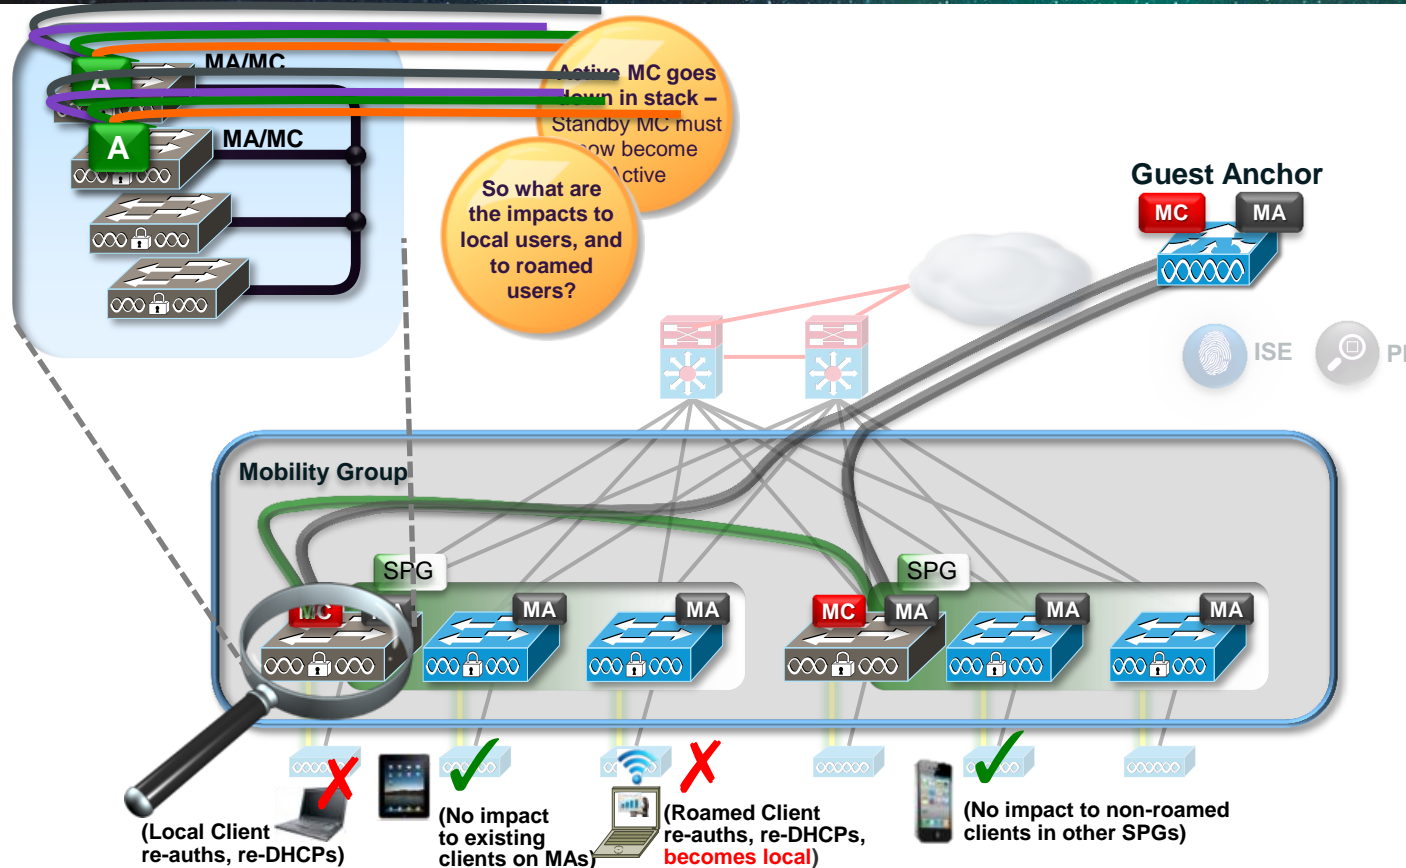 MA/MC
A
MA/MC
A
Active MC goes
down in stack –
Standby MC must
now become
Active
So what are
the impacts to
local users, and
to roamed
users?
Guest Anchor
MC
MA
ISE
Mobility Group
SPG
SPG
MC
MA
MA
MA
MC
MA
MA
MA
(Local Client
re-auths, re-DHCPs)
(No impact
to existing
clients on MAs)
(Roamed Client
re-auths, re-DHCPs,
becomes local)
(No impact to non-roamed
clients in other SPGs)